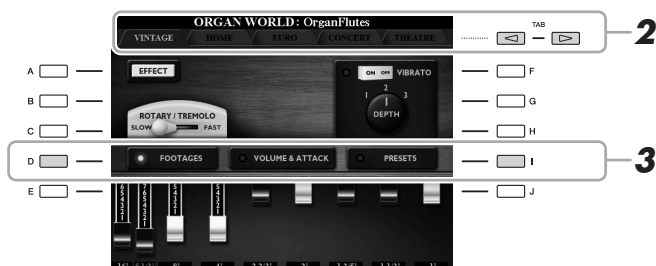 ORGAN WORLD: OrganFlutes
VINTAGE HOME EURO CONCERT THEATRE
TAB
2
A EFFECT ON OFF VIBRATO F
B 1 2 3 G
DEPTH
C ROTARY / TREMOLO H
SLOW FAST
D FOOTAGES VOLUME & ATTACK PRESETS I
3
E J